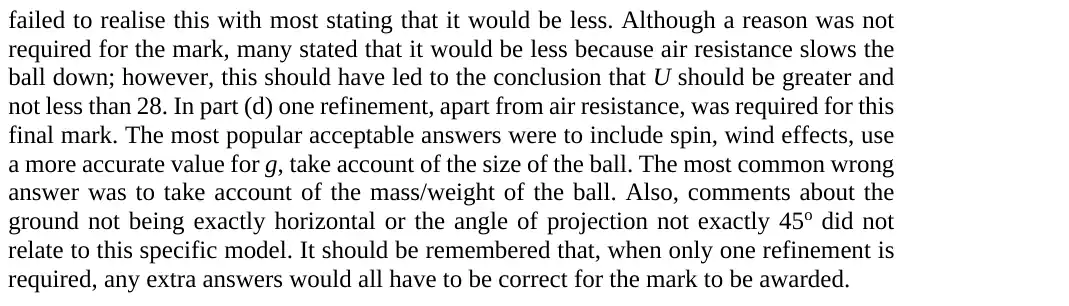 failed to realise this with most stating that it would be less. Although a reason was not
required for the mark, many stated that it would be less because air resistance slows the
ball down; however, this should have led to the conclusion that U should be greater and
not less than 28. In part (d) one refinement, apart from air resistance, was required for this
final mark. The most popular acceptable answers were to include spin, wind effects, use
a more accurate value for g, take account of the size of the ball. The most common wrong
answer was to take account of the mass/weight of the ball. Also, comments about the
ground not being exactly horizontal or the angle of projection not exactly 45º did not
relate to this specific model. It should be remembered that, when only one refinement is
required, any extra answers would all have to be correct for the mark to be awarded.